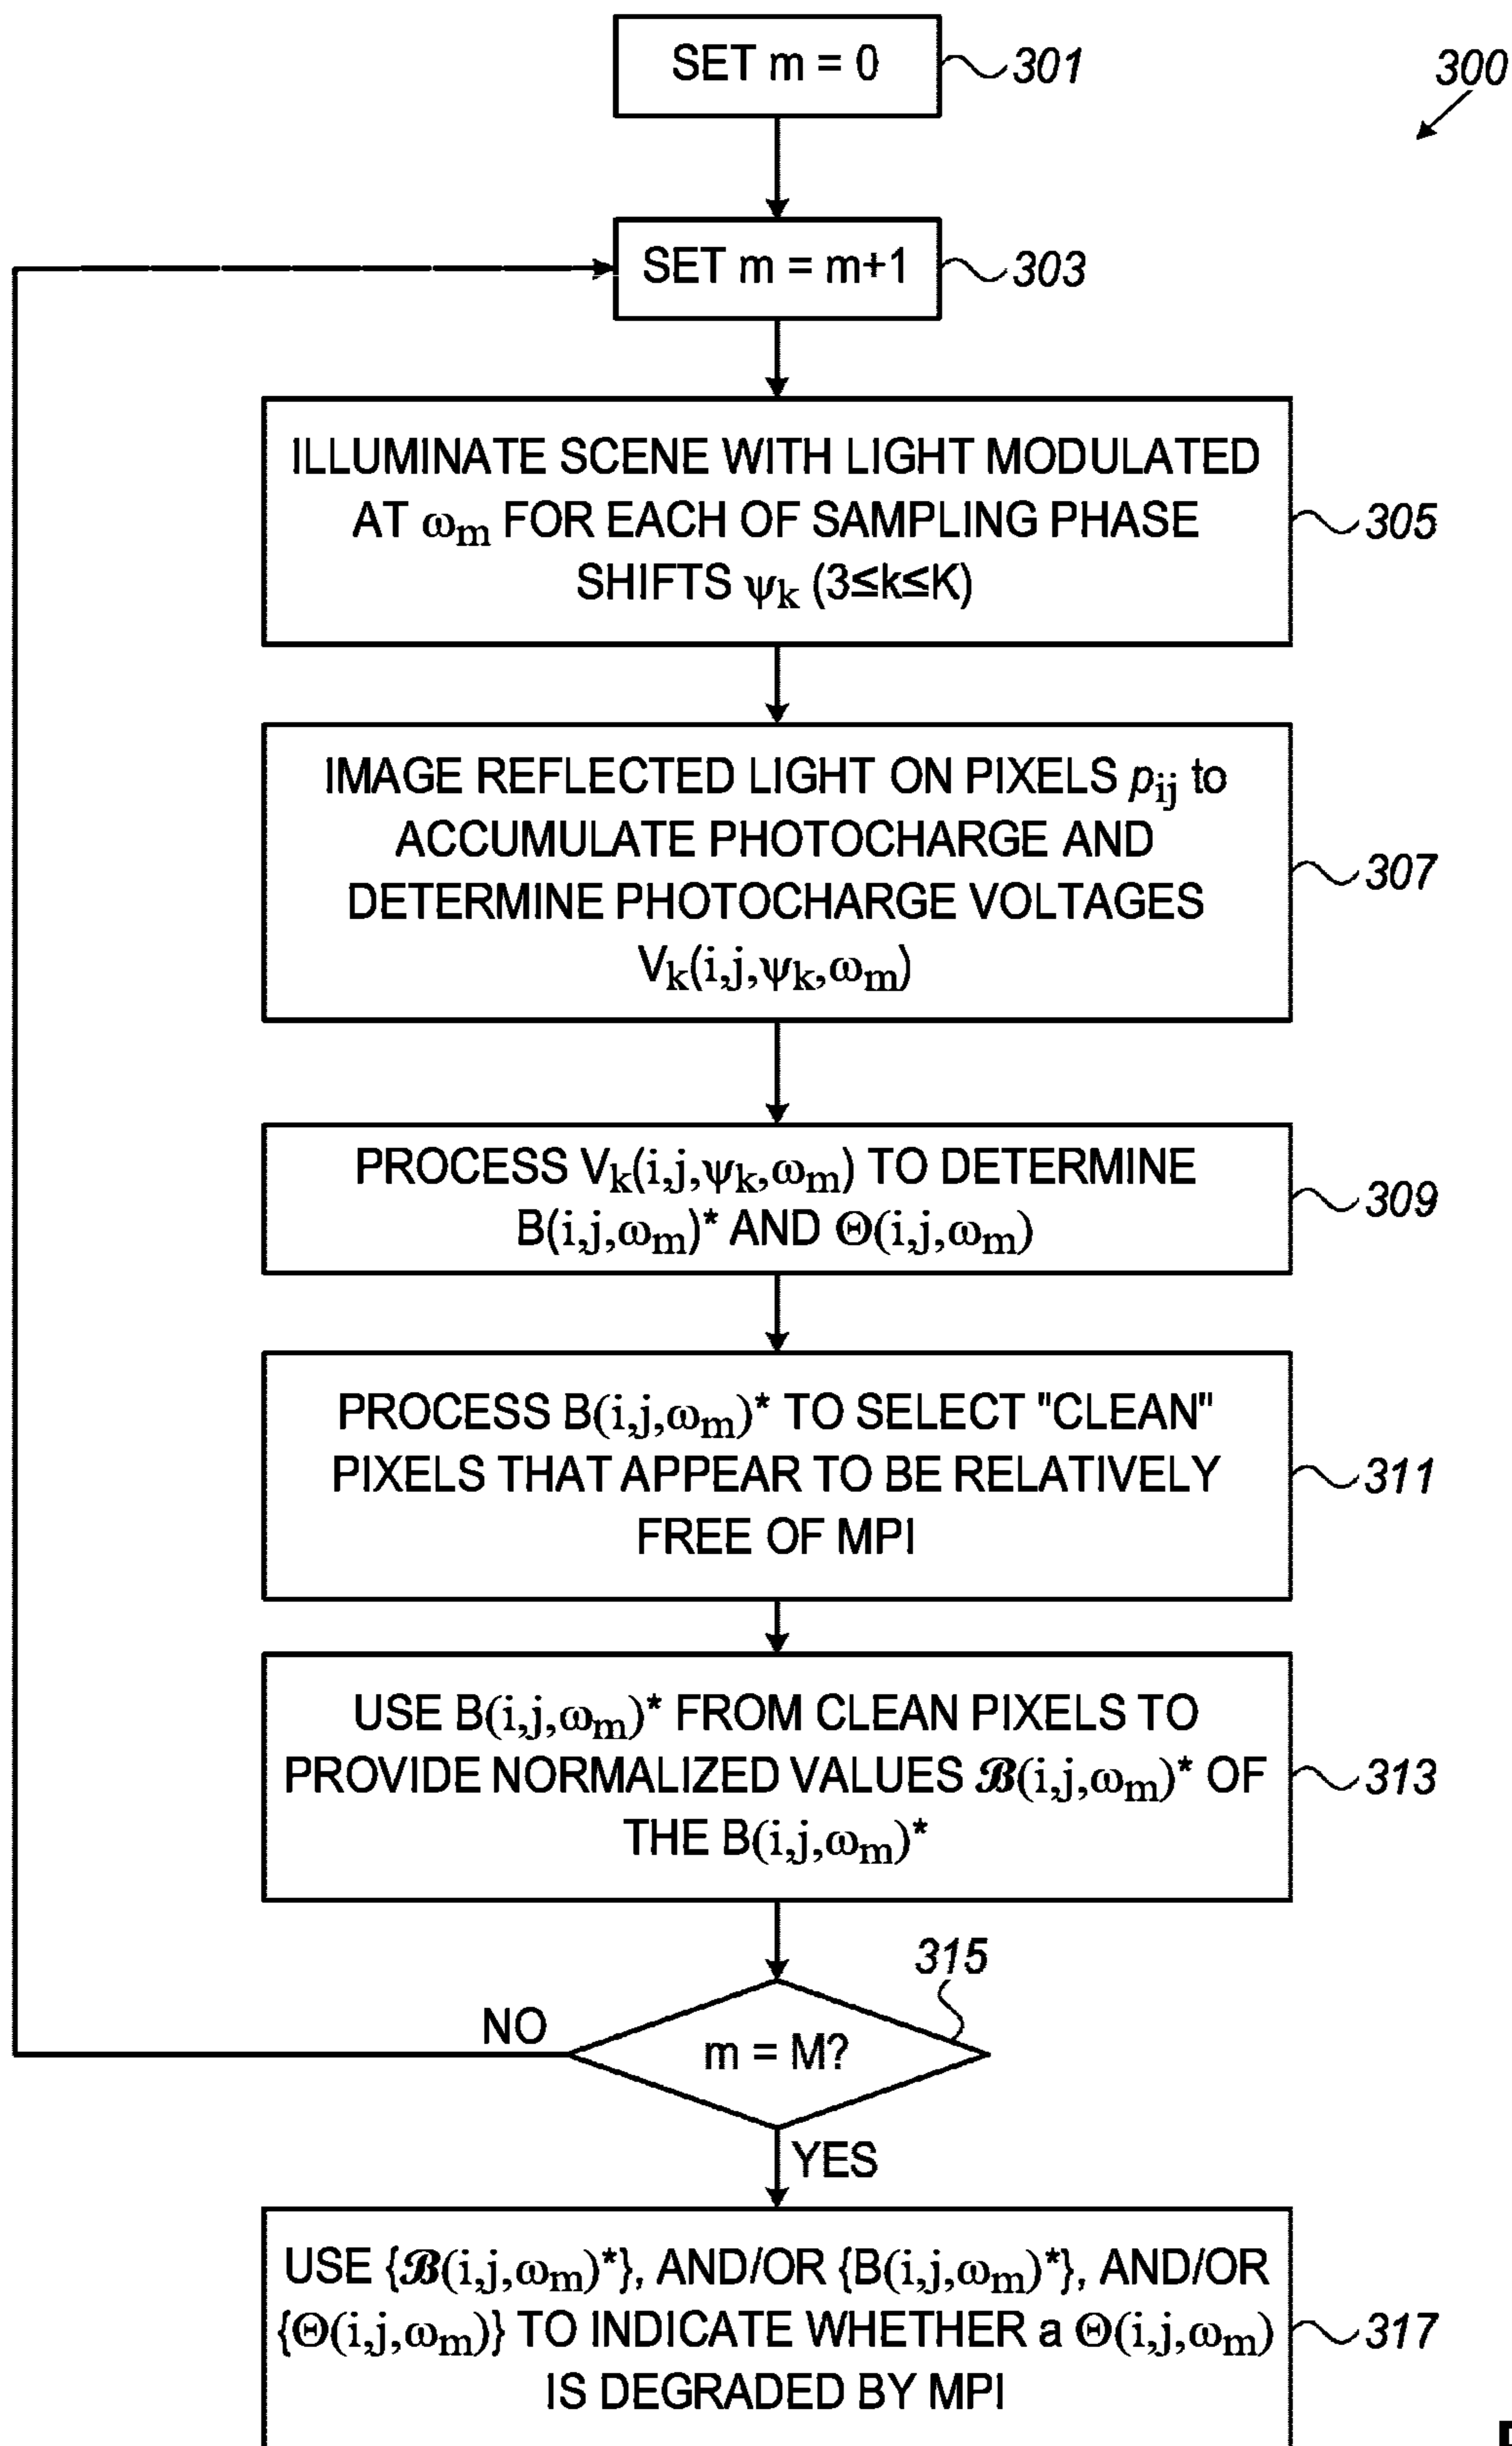 SET m = 0
301
300
SET m = m+1
303
ILLUMINATE SCENE WITH LIGHT MODULATED
AT ωm FOR EACH OF SAMPLING PHASE
SHIFTS ψk (3≤k≤K)
305
IMAGE REFLECTED LIGHT ON PIXELS pij to
ACCUMULATE PHOTOCHARGE AND
DETERMINE PHOTOCHARGE VOLTAGES
Vk(i,j,ψk,ωm)
307
PROCESS Vk(i,j,ψk,ωm) TO DETERMINE
B(i,j,ωm)* AND Θ(i,j,ωm)
309
PROCESS B(i,j,ωm)* TO SELECT "CLEAN"
PIXELS THAT APPEAR TO BE RELATIVELY
FREE OF MPI
311
USE B(i,j,ωm)* FROM CLEAN PIXELS TO
PROVIDE NORMALIZED VALUES ℬ(i,j,ωm)* OF
THE B(i,j,ωm)*
313
315
NO
m = M?
YES
USE {ℬ(i,j,ωm)*}, AND/OR {B(i,j,ωm)*}, AND/OR
{Θ(i,j,ωm)} TO INDICATE WHETHER a Θ(i,j,ωm)
IS DEGRADED BY MPI
317